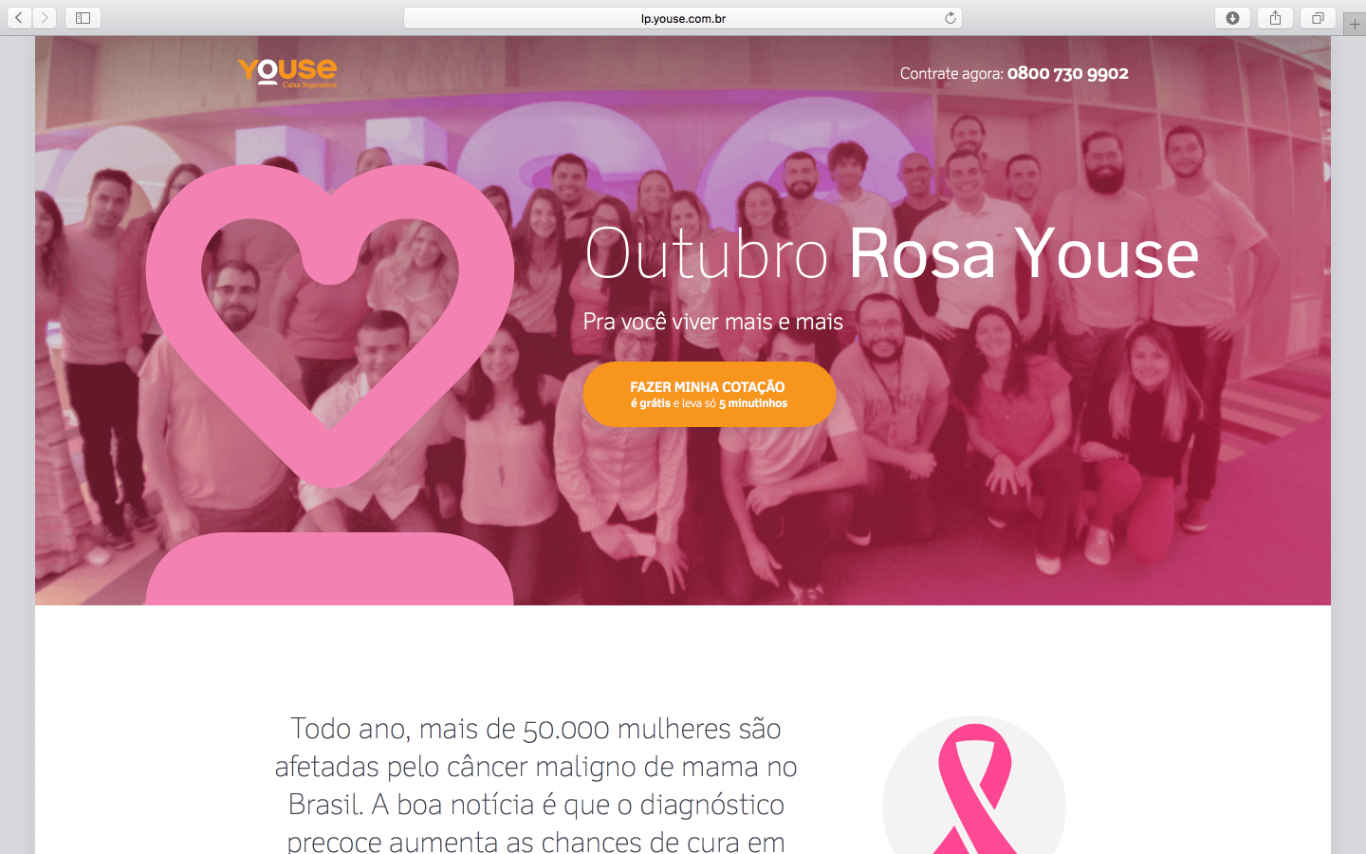 lp.youse.com.br
Youse
Caixa Seguradora
Contrate agora: 0800 730 9902
Outubro Rosa Youse
Pra você viver mais e mais
FAZER MINHA COTAÇÃO
é grátis e leva só 5 minutinhos
Todo ano, mais de 50.000 mulheres são
afetadas pelo câncer maligno de mama no
Brasil. A boa notícia é que o diagnóstico
precoce aumenta as chances de cura em